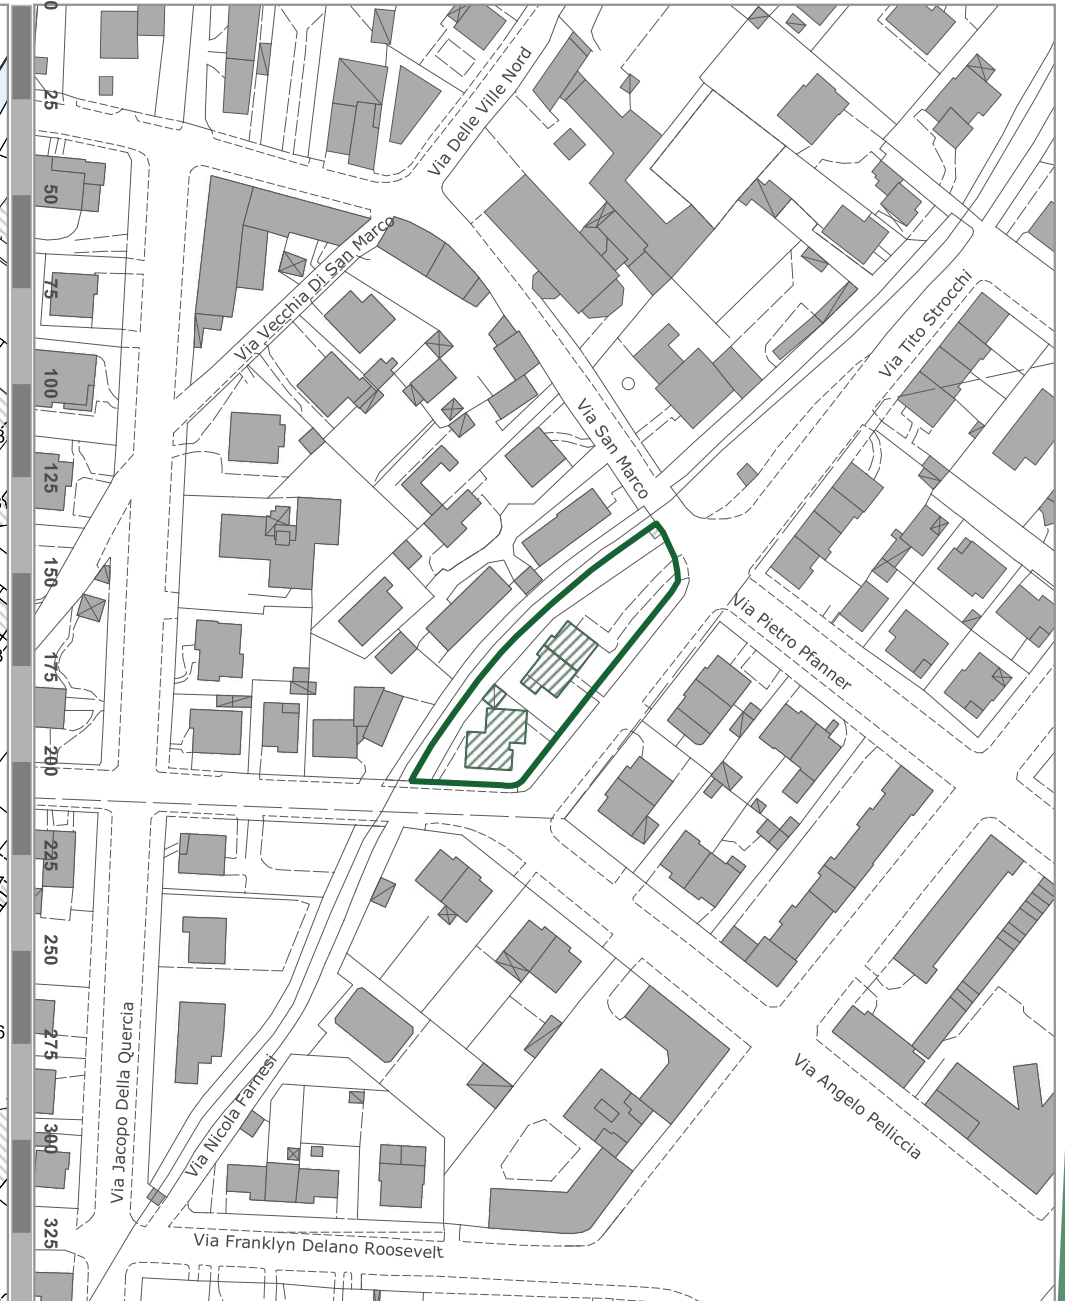 0
25
50
75
100
125
150
175
200
225
250
275
300
325
Via Delle Ville Nord
Via Vecchia Di San Marco
Via Tito Strocchi
Via San Marco
Via Pietro Pfanner
Via Jacopo Della Quercia
Via Nicola Farnesi
Via Angelo Pelliccia
Via Franklyn Delano Roosevelt